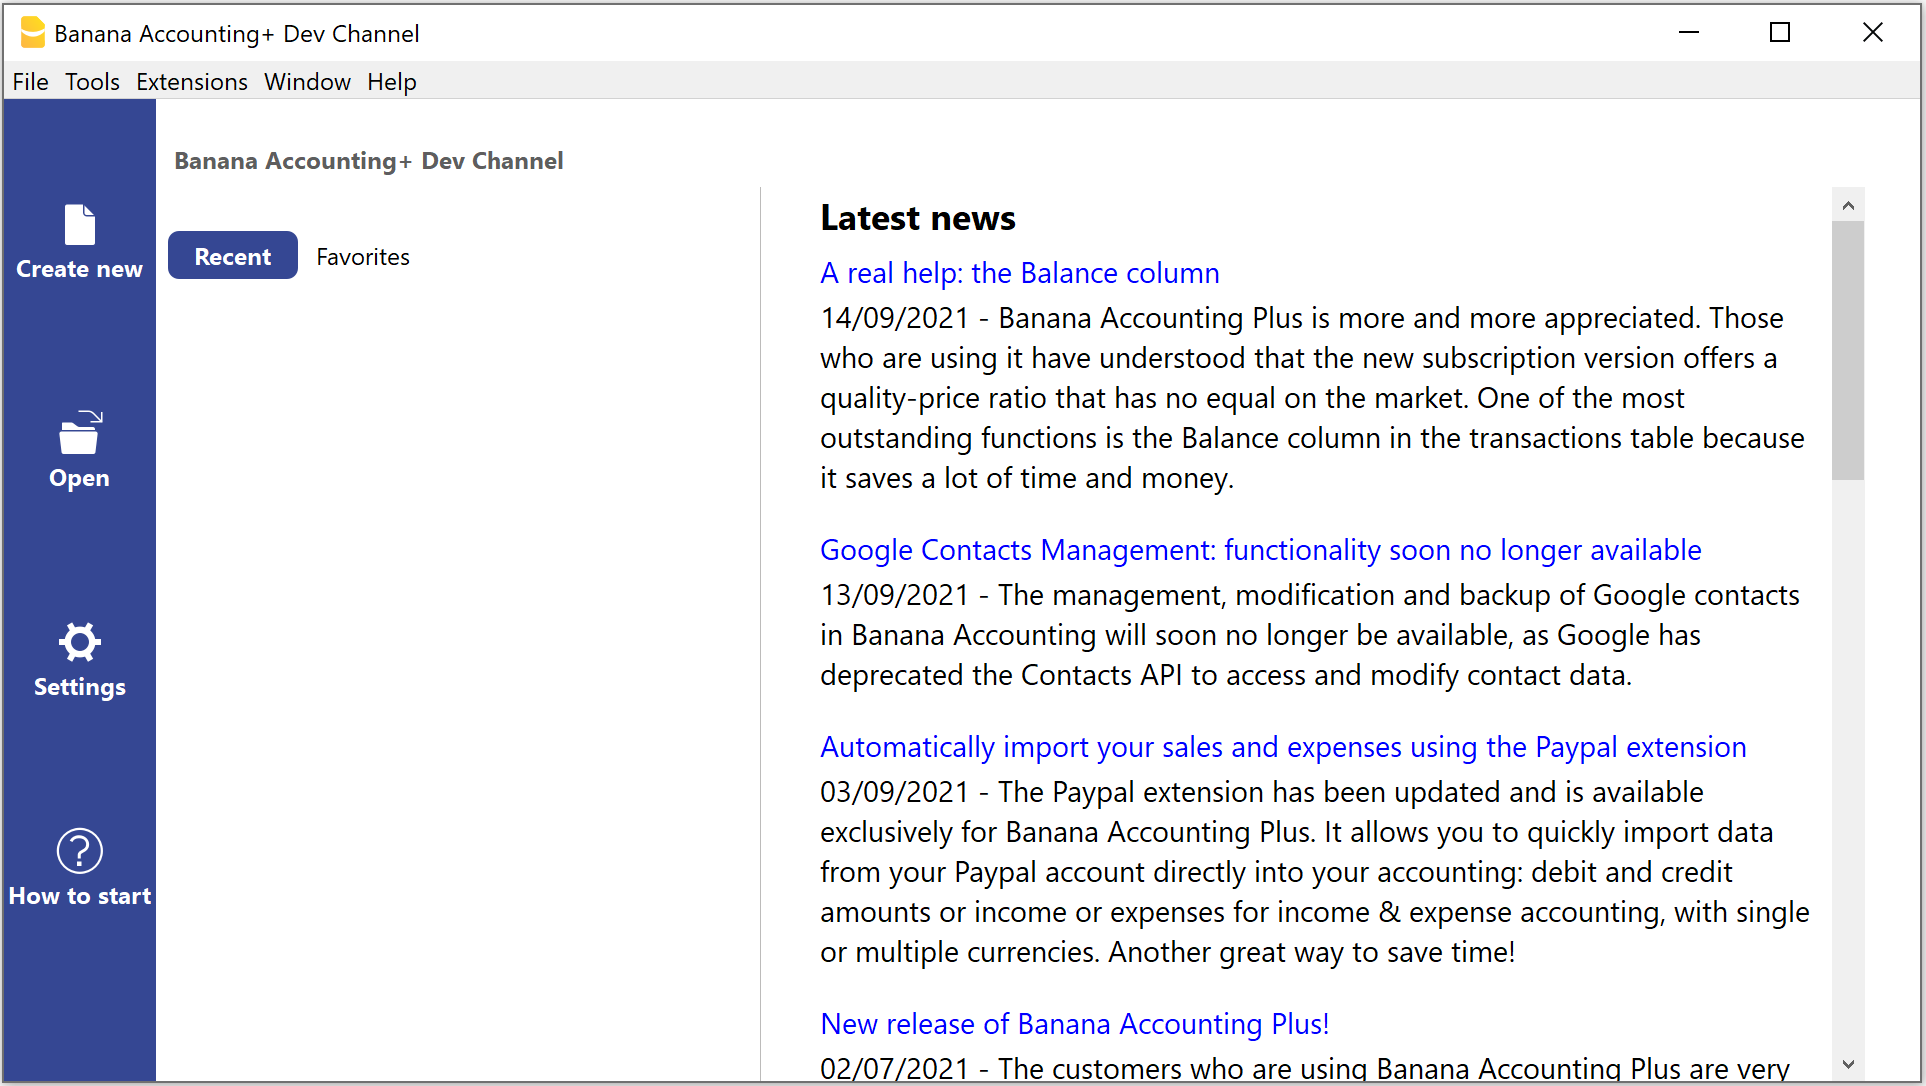 Banana Accounting+ Dev Channel
File Tools Extensions Window Help
Banana Accounting+ Dev Channel
Create new
Open
Settings
?
How to start
Recent Favorites
Latest news
A real help: the Balance column
14/09/2021 - Banana Accounting Plus is more and more appreciated. Those
who are using it have understood that the new subscription version offers a
quality-price ratio that has no equal on the market. One of the most
outstanding functions is the Balance column in the transactions table because
it saves a lot of time and money.
Google Contacts Management: functionality soon no longer available
13/09/2021 - The management, modification and backup of Google contacts
in Banana Accounting will soon no longer be available, as Google has
deprecated the Contacts API to access and modify contact data.
Automatically import your sales and expenses using the Paypal extension
03/09/2021 - The Paypal extension has been updated and is available
exclusively for Banana Accounting Plus. It allows you to quickly import data
from your Paypal account directly into your accounting: debit and credit
amounts or income or expenses for income & expense accounting, with single
or multiple currencies. Another great way to save time!
New release of Banana Accounting Plus!
02/07/2021 - The customers who are using Banana Accounting Plus are very